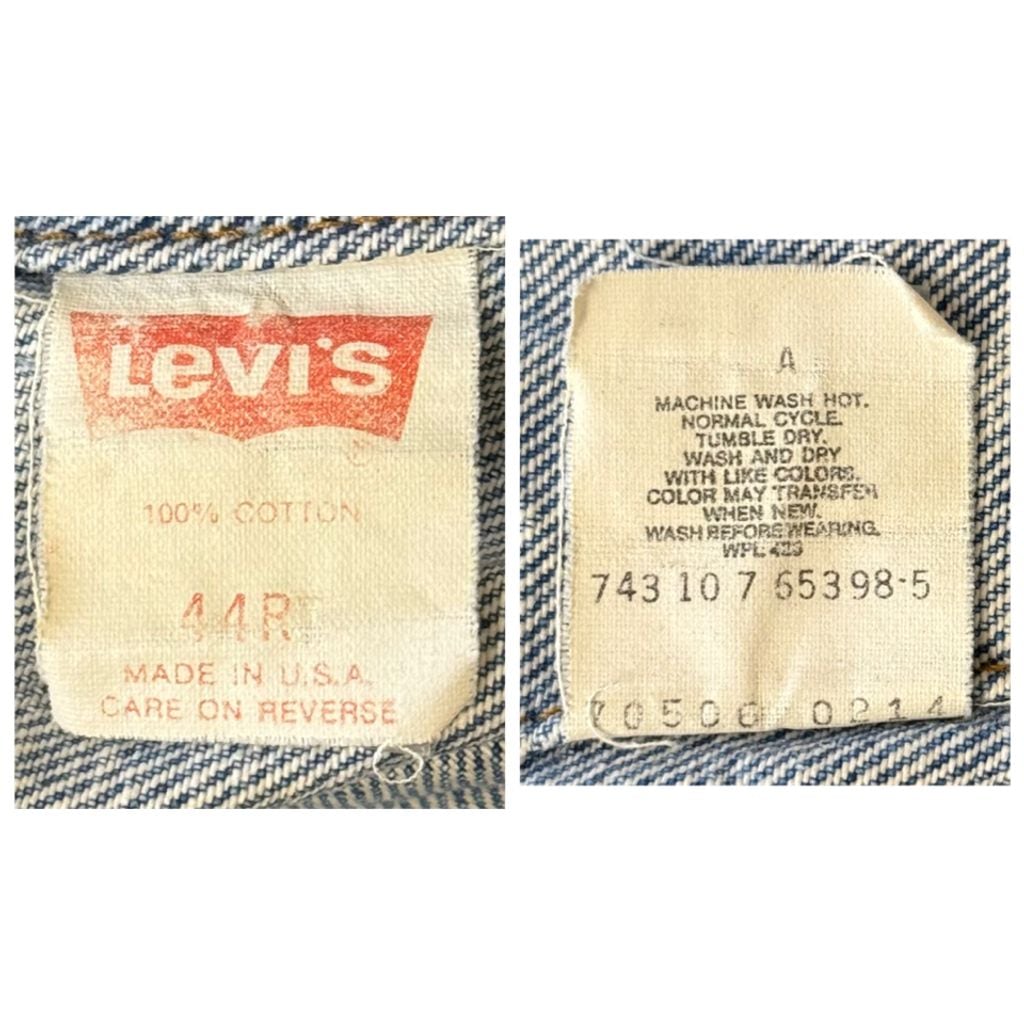 Levi's
100% COTTON
44R
MADE IN U.S.A.
CARE ON REVERSE
A
MACHINE WASH HOT.
NORMAL CYCLE.
TUMBLE DRY.
WASH AND DRY
WITH LIKE COLORS.
COLOR MAY TRANSFER
WHEN NEW.
WASH BEFORE WEARING.
WPL 423
743 10 7 65398-5
70506 0214